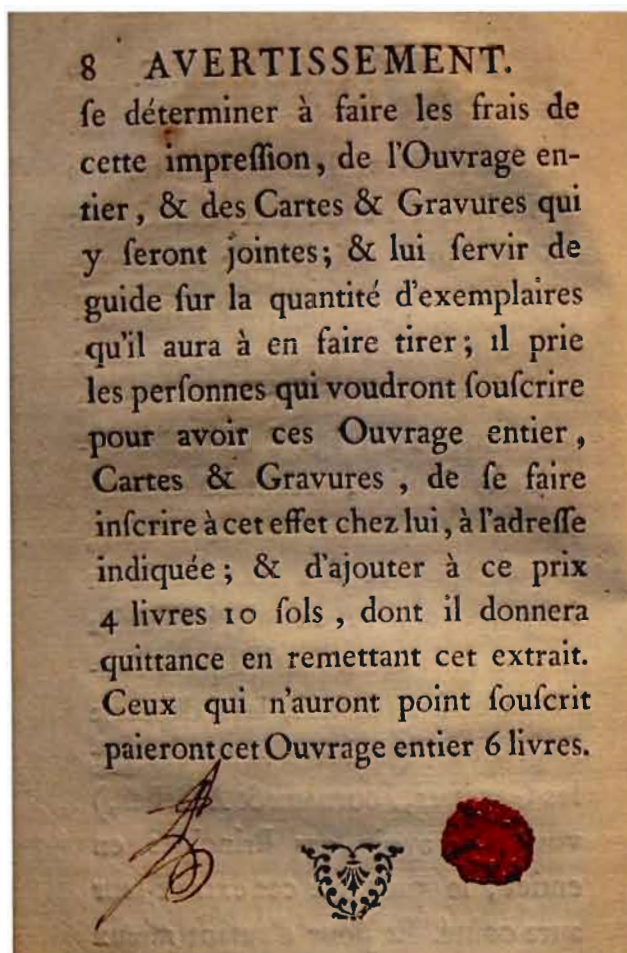 8 AVERTISSEMENT.
ſe déterminer à faire les frais de
cette impreſſion, de l'Ouvrage en-
tier, & des Cartes & Gravures qui
y ſeront jointes; & lui ſervir de
guide ſur la quantité d'exemplaires
qu'il aura à en faire tirer; il prie
les perſonnes qui voudront ſouſcrire
pour avoir ces Ouvrage entier,
Cartes & Gravures, de ſe faire
inſcrire à cet effet chez lui, à l'adreſſe
indiquée; & d'ajouter à ce prix
4 livres 10 ſols, dont il donnera
quittance en remettant cet extrait.
Ceux qui n'auront point ſouſcrit
paieront cet Ouvrage entier 6 livres.